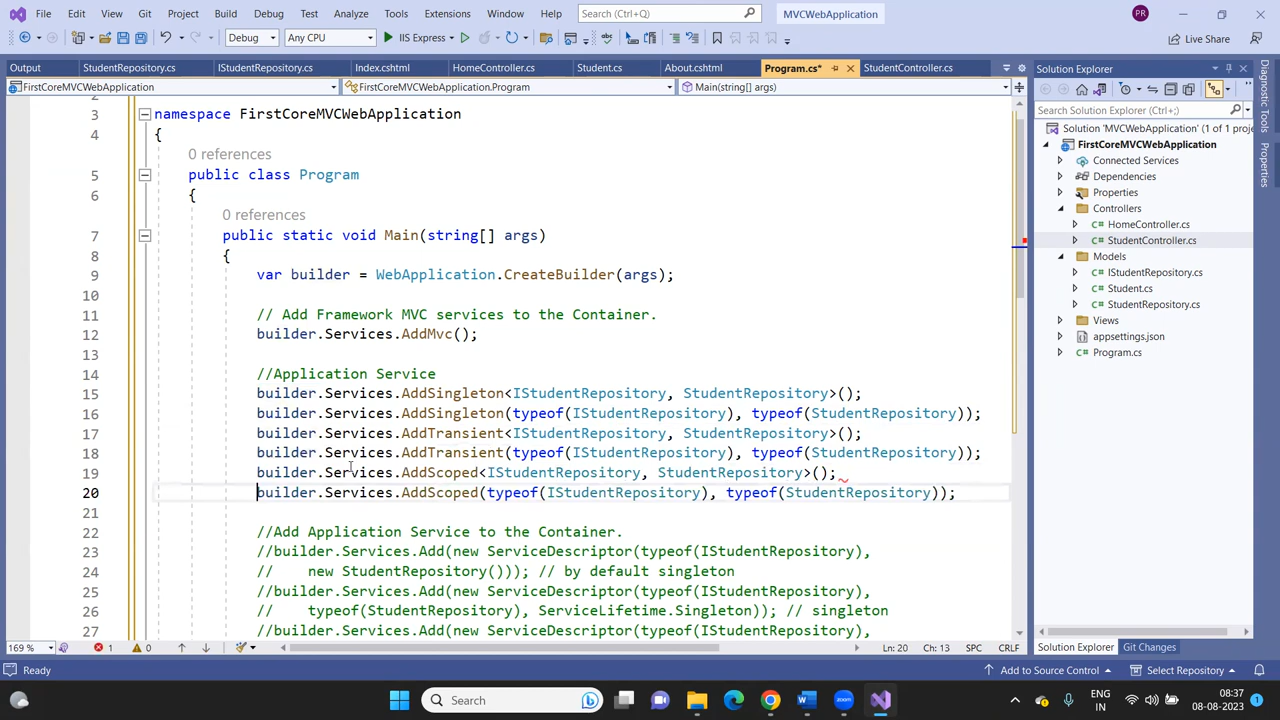 File Edit View Git Project Build Debug Test Analyze Tools Extensions Window Help Search (Ctrl+Q) MVCWebApplication PR
Debug Any CPU IIS Express Live Share
Output StudentRepository.cs IStudentRepository.cs Index.cshtml HomeController.cs Student.cs About.cshtml Program.cs* StudentController.cs
FirstCoreMVCWebApplication FirstCoreMVCWebApplication.Program Main(string[] args)
2
3 namespace FirstCoreMVCWebApplication
4 {
0 references
5 public class Program
6 {
0 references
7 public static void Main(string[] args)
8 {
9 var builder = WebApplication.CreateBuilder(args);
10
11 // Add Framework MVC services to the Container.
12 builder.Services.AddMvc();
13
14 //Application Service
15 builder.Services.AddSingleton<IStudentRepository, StudentRepository>();
16 builder.Services.AddSingleton(typeof(IStudentRepository), typeof(StudentRepository));
17 builder.Services.AddTransient<IStudentRepository, StudentRepository>();
18 builder.Services.AddTransient(typeof(IStudentRepository), typeof(StudentRepository));
19 builder.Services.AddScoped<IStudentRepository, StudentRepository>();
20 builder.Services.AddScoped(typeof(IStudentRepository), typeof(StudentRepository));
21
22 //Add Application Service to the Container.
23 //builder.Services.Add(new ServiceDescriptor(typeof(IStudentRepository),
24 // new StudentRepository())); // by default singleton
25 //builder.Services.Add(new ServiceDescriptor(typeof(IStudentRepository),
26 // typeof(StudentRepository), ServiceLifetime.Singleton)); // singleton
27 //builder.Services.Add(new ServiceDescriptor(typeof(IStudentRepository),
169 % 1 0 Ln: 20 Ch: 13 SPC CRLF
Solution Explorer
Search Solution Explorer (Ctrl+;)
Solution 'MVCWebApplication' (1 of 1 proje
FirstCoreMVCWebApplication
Connected Services
Dependencies
Properties
Controllers
C# HomeController.cs
C# StudentController.cs
Models
C# IStudentRepository.cs
C# Student.cs
C# StudentRepository.cs
Views
appsettings.json
C# Program.cs
Solution Explorer Git Changes
Diagnostic Tools
Properties
Ready Add to Source Control Select Repository
Search ENG IN 08:37 08-08-2023